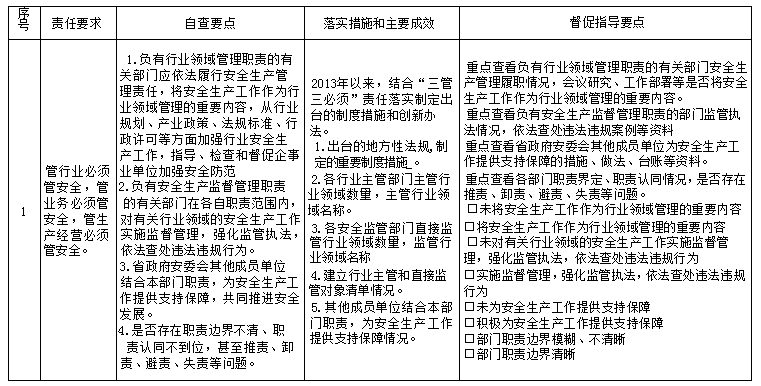 序号
责任要求
自查要点
落实措施和主要成效
督促指导要点
1
管行业必须
管安全，管
业务必须管
安全，管生
产经营必须
管安全。
1.负有行业领域管理职责的有
关部门应依法履行安全生产管
理责任，将安全生产工作作为行
业领域管理的重要内容，从行业
规划、产业政策、法规标准、行
政许可等方面加强行业安全生
产工作，指导、检查和督促企事
业单位加强安全防范
2.负有安全生产监督管理职责
的有关部门在各自职责范围内，
对有关行业领域的安全生产工作
实施监督管理，强化监管执法，
依法查处违法违规行为。
3.省政府安委会其他成员单位
结合本部门职责，为安全生产工
作提供支持保障，共同推进安全
发展。
4.是否存在职责边界不清、职
责认同不到位，甚至推责、卸
责、避责、失责等问题。
2013年以来，结合“三管
三必须”责任落实制定出
台的制度措施和创新办
法。
1.出台的地方性法规，制
定的重要制度措施。
2.各行业主管部门主管行
业领域数量，主管行业领
域名称。
3.各安全监管部门直接监
管行业领域数量，监管行
业领域名称
4.建立行业主管和直接监
管对象清单情况。
5.其他成员单位结合本部
门职责，为安全生产工作
提供支持保障情况。
重点查看负有行业领域管理职责的有关部门安全生
产管理履职情况，会议研究、工作部署等是否将安全
生产工作作为行业领域管理的重要内容。
重点查看负有安全生产监督管理职责的部门监管执
法情况，依法查处违法违规案例等资料
重点查看省政府安委会其他成员单位为安全生产工
作提供支持保障的措施、做法、台账等资料。
重点查看各部门职责界定、职责认同情况，是否存在
推责、卸责、避责、失责等问题）
□未将安全生产工作作为行业领域管理的重要内容
□将安全生产工作作为行业领域管理的重要内容
□未对有关行业领域的安全生产工作实施监督管
理，强化监管执法，依法查处违法违规行为
□实施监督管理，强化监管执法，依法查处违法违规
行为
□未为安全生产工作提供支持保障
□积极为安全生产工作提供支持保障
□部门职责边界模糊、不清晰
□部门职责边界清晰